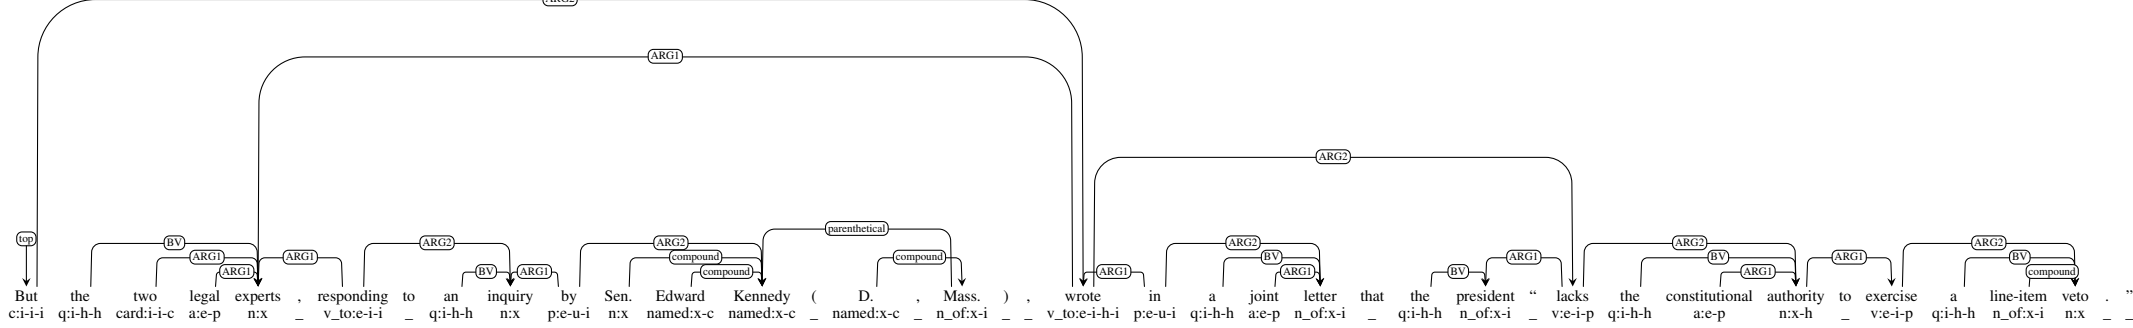 ARG2
ARG1
ARG2
parenthetical
top BV ARG2 ARG2 ARG2 ARG2 ARG2
ARG1 ARG1 compound compound BV ARG1 BV ARG1 BV
ARG1 BV ARG1 compound ARG1 ARG1 BV ARG1 compound
But the two legal experts , responding to an inquiry by Sen. Edward Kennedy ( D. , Mass. ) , wrote in a joint letter that the president “ lacks the constitutional authority to exercise a line-item veto . ”
c:i-i-i q:i-h-h card:i-i-c a:e-p n:x _ v_to:e-i-i _ q:i-h-h n:x p:e-u-i n:x named:x-c named:x-c _ named:x-c _ n_of:x-i _ _ v_to:e-i-h-i p:e-u-i q:i-h-h a:e-p n_of:x-i _ q:i-h-h n_of:x-i _ v:e-i-p q:i-h-h a:e-p n:x-h _ v:e-i-p q:i-h-h n:x-i n:x _ _